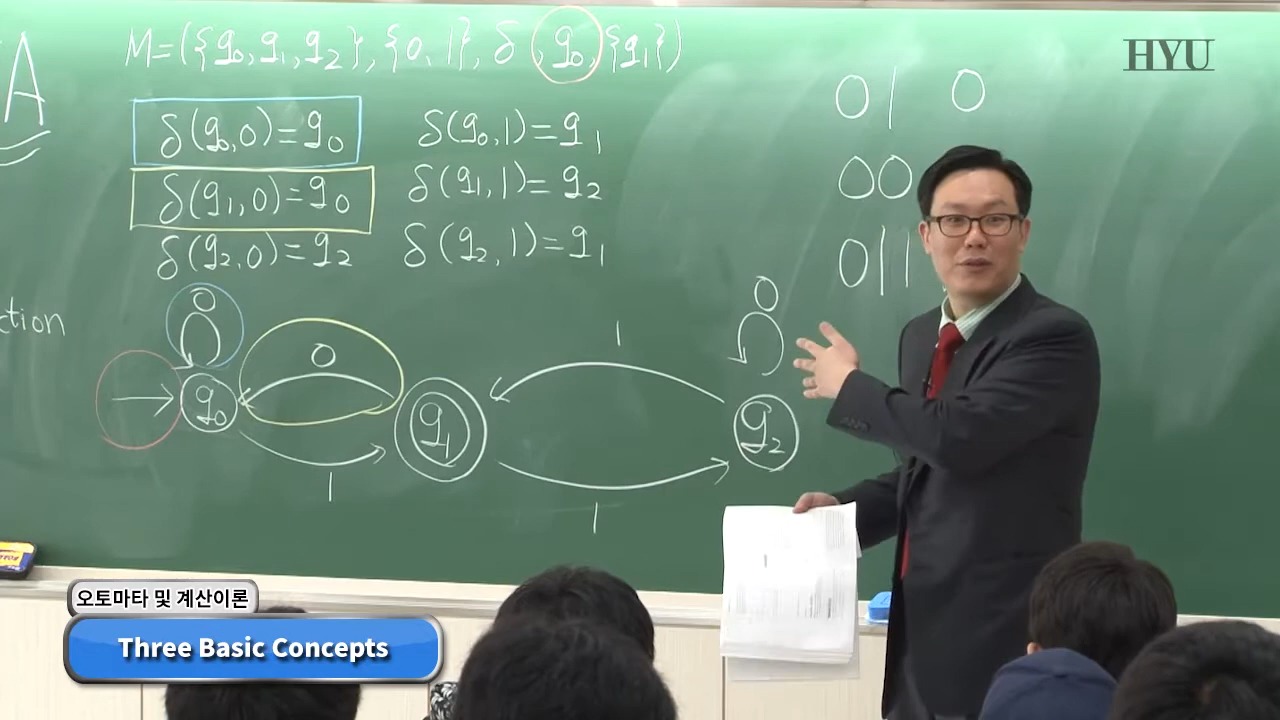 M=({q₀,q₁,q₂},{0,1},δ,q₀,{q₁})
HYU
A
01 0
δ(q₀,0)=q₀ δ(q₀,1)=q₁
00
δ(q₁,0)=q₀ δ(q₁,1)=q₂
011
δ(q₂,0)=q₂ δ(q₂,1)=q₁
ction
0
0
1
0
q₀
q₁
q₂
1
1
오토마타 및 계산이론
Three Basic Concepts